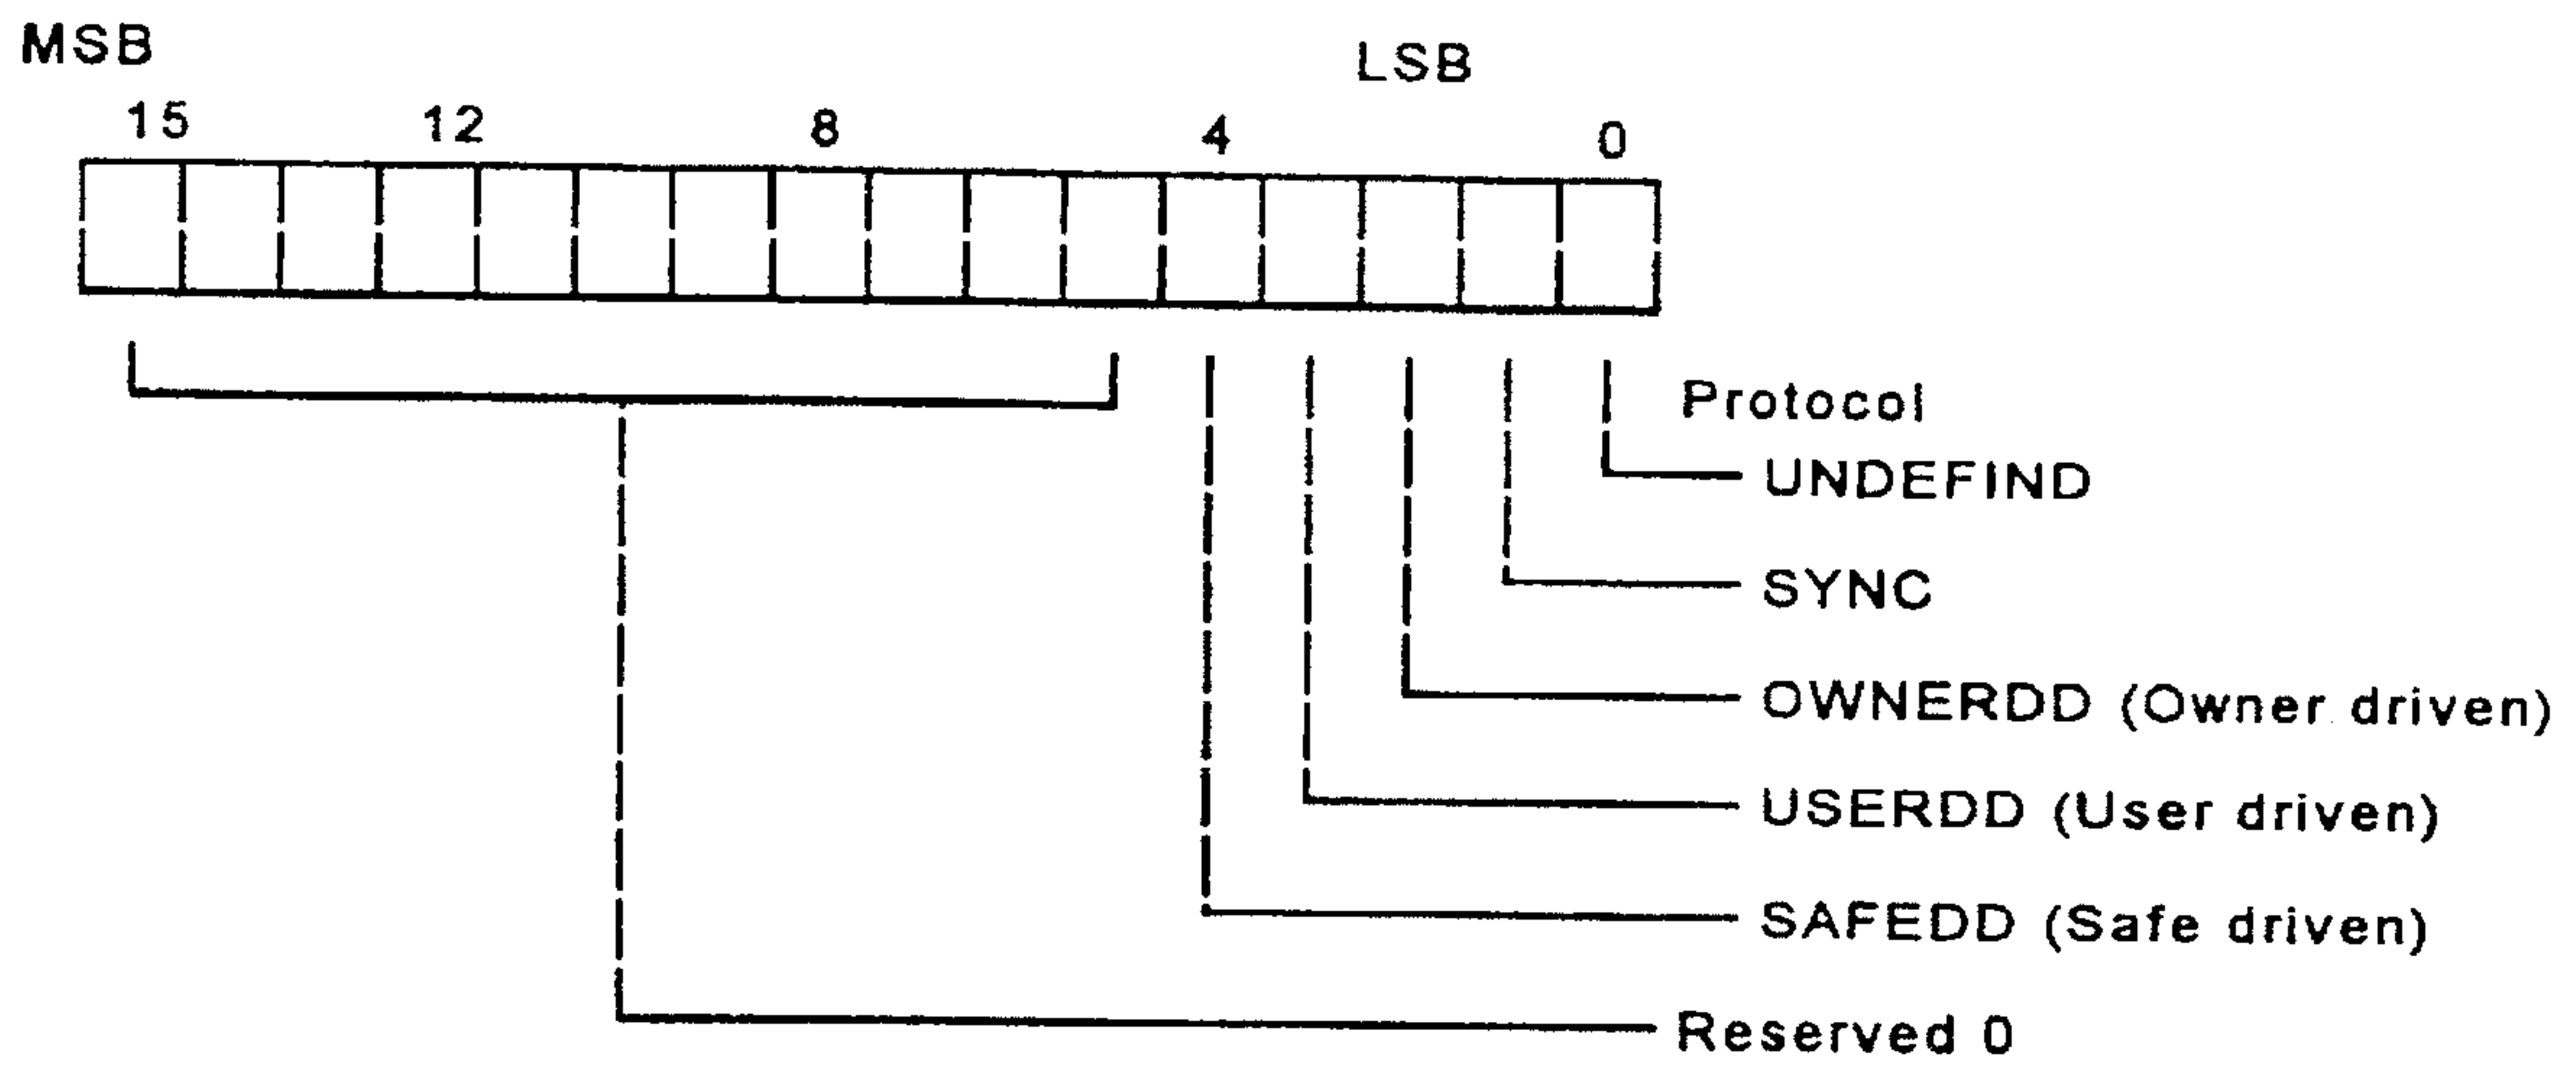 MSB
LSB
15 12 8 4 0
Protocol
UNDEFIND
SYNC
OWNERDD (Owner driven)
USERDD (User driven)
SAFEDD (Safe driven)
Reserved 0